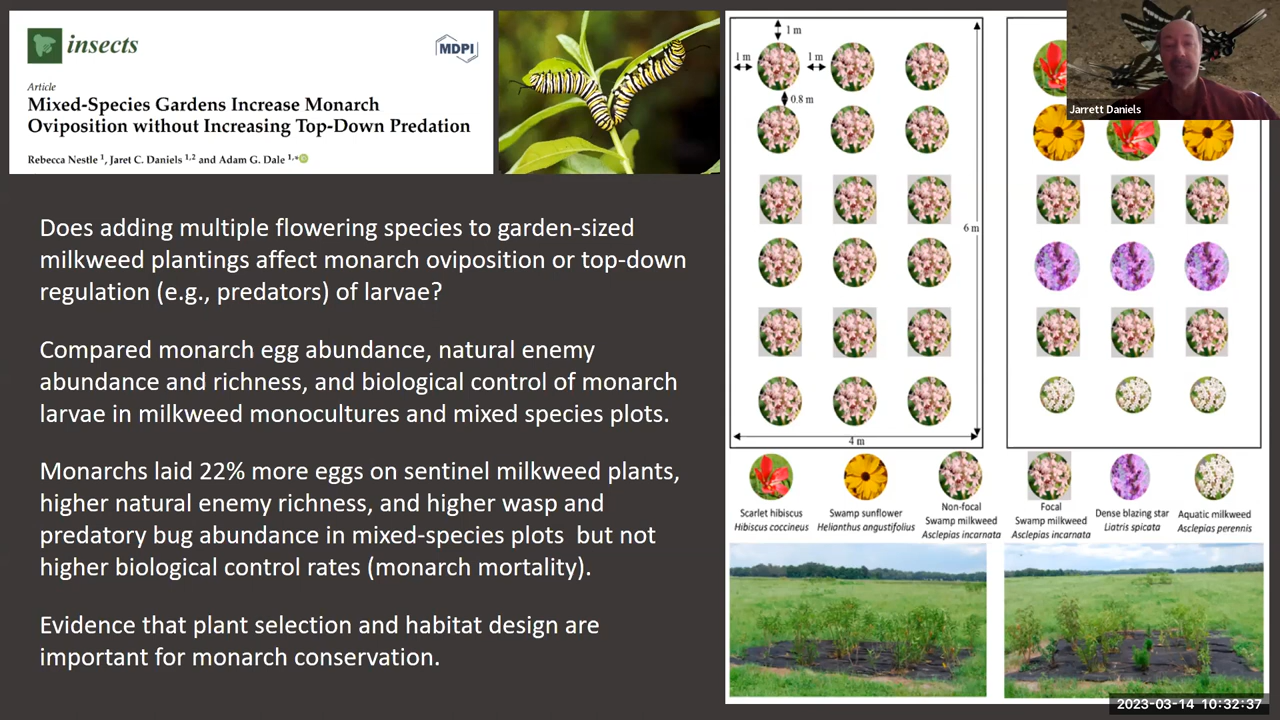 insects
MDPI
Article
Mixed-Species Gardens Increase Monarch
Oviposition without Increasing Top-Down Predation
Rebecca Nestle 1, Jaret C. Daniels 1,2 and Adam G. Dale 1,*
Does adding multiple flowering species to garden-sized
milkweed plantings affect monarch oviposition or top-down
regulation (e.g., predators) of larvae?
Compared monarch egg abundance, natural enemy
abundance and richness, and biological control of monarch
larvae in milkweed monocultures and mixed species plots.
Monarchs laid 22% more eggs on sentinel milkweed plants,
higher natural enemy richness, and higher wasp and
predatory bug abundance in mixed-species plots but not
higher biological control rates (monarch mortality).
Evidence that plant selection and habitat design are
important for monarch conservation.
1 m
1 m
1 m
0.8 m
6 m
4 m
Scarlet hibiscus
Hibiscus coccineus
Swamp sunflower
Helianthus angustifolius
Non-focal
Swamp milkweed
Asclepias incarnata
Focal
Swamp milkweed
Asclepias incarnata
Dense blazing star
Liatris spicata
Aquatic milkweed
Asclepias perennis
Jarrett Daniels
2023-03-14 10:32:37